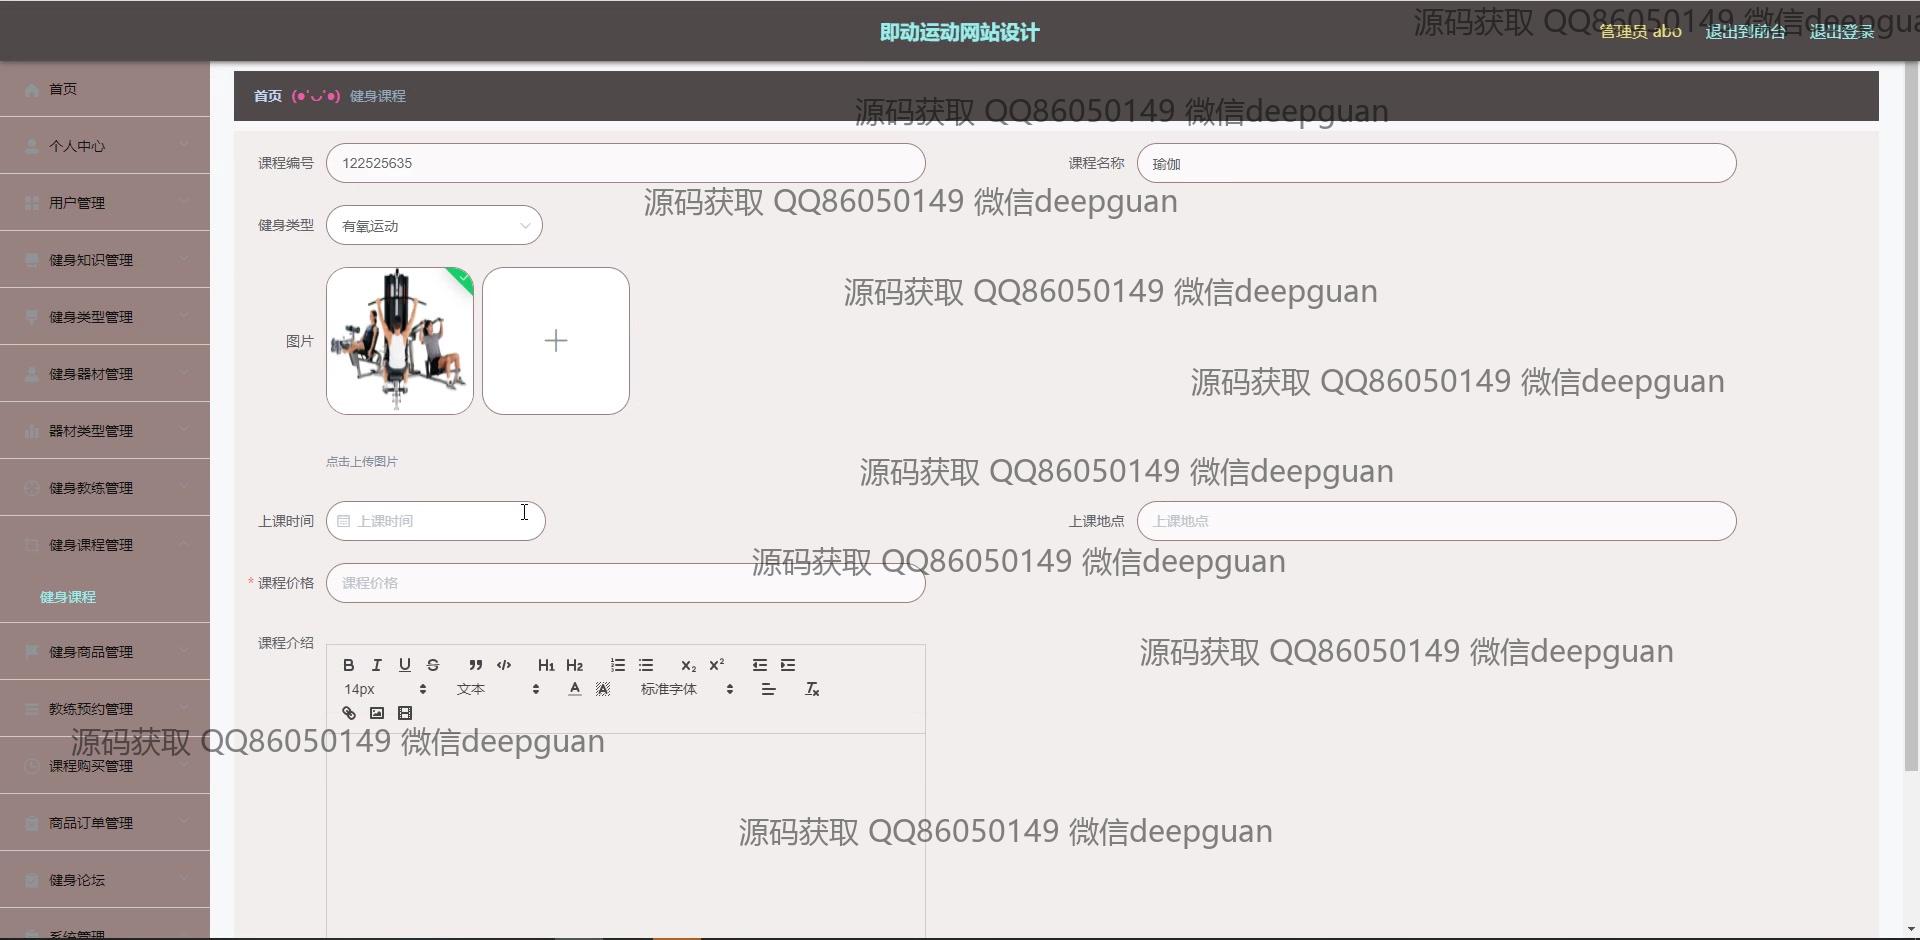 即动运动网站设计
管理员 abo
退出到前台
退出登录
源码获取 QQ86050149 微信deepgua
首页
首页 (●'◡'●) 健身课程
源码获取 QQ86050149 微信deepguan
个人中心
课程编号 122525635
课程名称 瑜伽
用户管理
源码获取 QQ86050149 微信deepguan
健身类型 有氧运动
健身知识管理
源码获取 QQ86050149 微信deepguan
健身类型管理
图片
健身器材管理
源码获取 QQ86050149 微信deepguan
器材类型管理
点击上传图片
源码获取 QQ86050149 微信deepguan
健身教练管理
上课时间 上课时间
上课地点 上课地点
健身课程管理
源码获取 QQ86050149 微信deepguan
* 课程价格 课程价格
健身课程
课程介绍
健身商品管理
源码获取 QQ86050149 微信deepguan
B I U S H1 H2 X2 X2
14px 文本 A A 标准字体
教练预约管理
源码获取 QQ86050149 微信deepguan
课程购买管理
商品订单管理
源码获取 QQ86050149 微信deepguan
健身论坛
系统管理